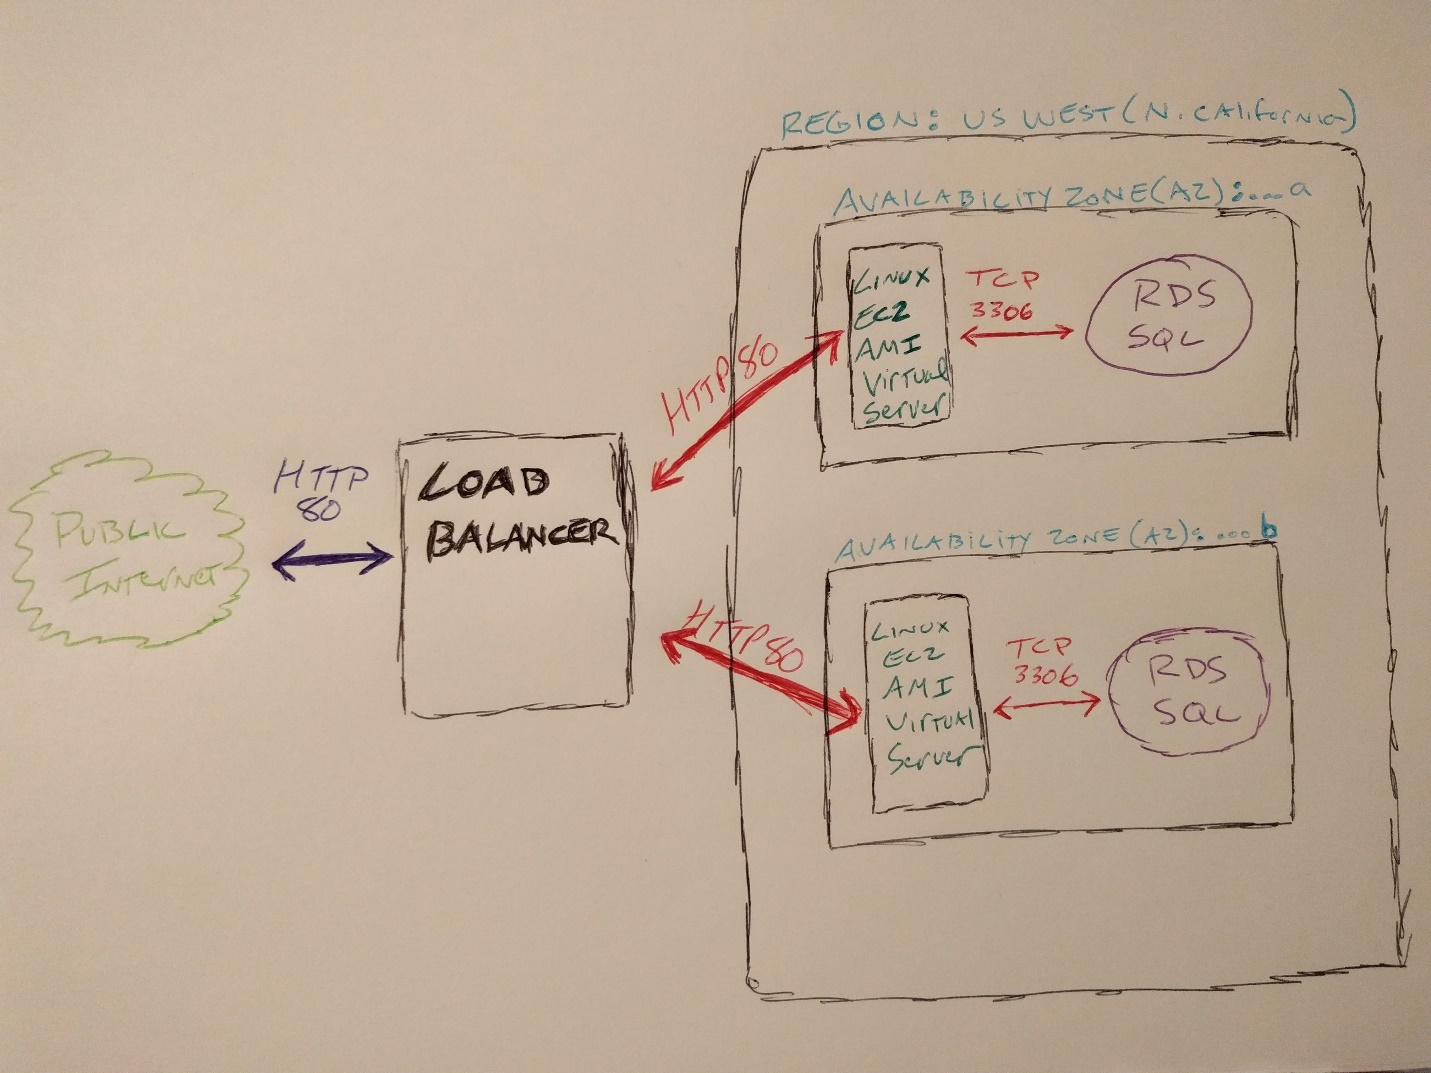 REGION: US WEST (N. California)
AVAILABILITY ZONE (AZ): ... a
LINUX
EC2
AMI
Virtual
Server
TCP
3306
RDS
SQL
HTTP 80
PUBLIC
Internet
HTTP
80
LOAD
BALANCER
AVAILABILITY ZONE (AZ): ... b
HTTP 80
LINUX
EC2
AMI
Virtual
Server
TCP
3306
RDS
SQL